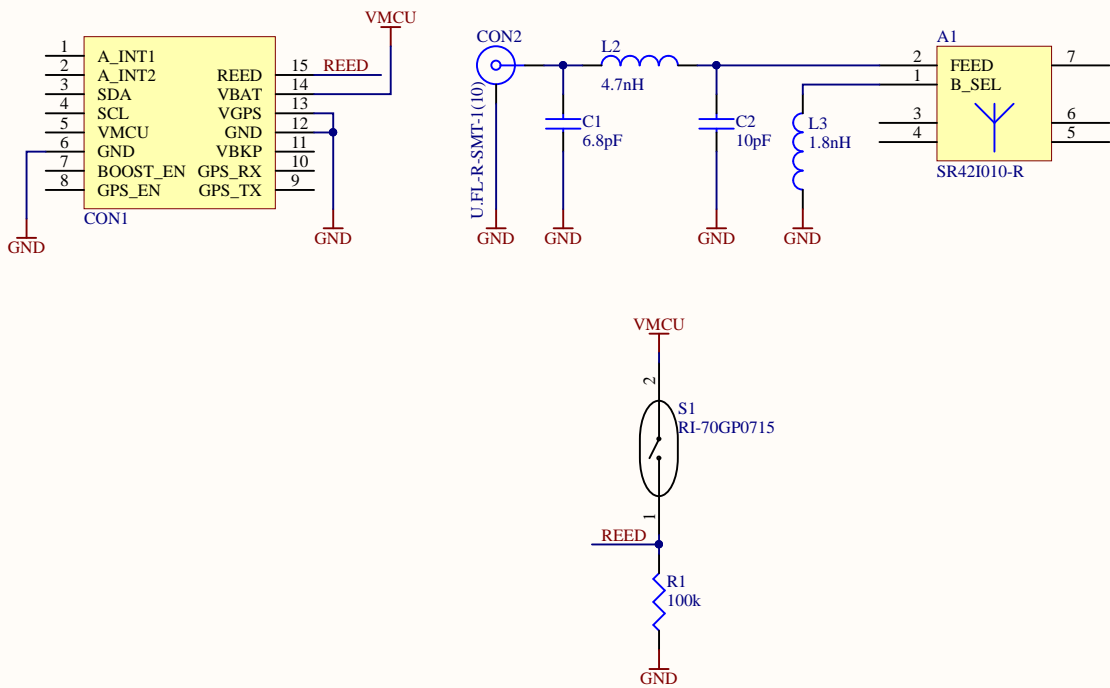 VMCU
1 A_INT1
2 A_INT2
3 SDA
4 SCL
5 VMCU
6 GND
7 BOOST_EN
8 GPS_EN
REED 15 REED
VBAT 14
VGPS 13
GND 12
VBKP 11
GPS_RX 10
GPS_TX 9
CON1
GND
GND
CON2
U.FL-R-SMT-1(10)
GND
C1
6.8pF
GND
L2
4.7nH
C2
10pF
GND
L3
1.8nH
GND
A1
2 FEED 7
1 B_SEL
3 6
4 5
SR42I010-R
VMCU
2
S1
RI-70GP0715
1
REED
R1
100k
GND